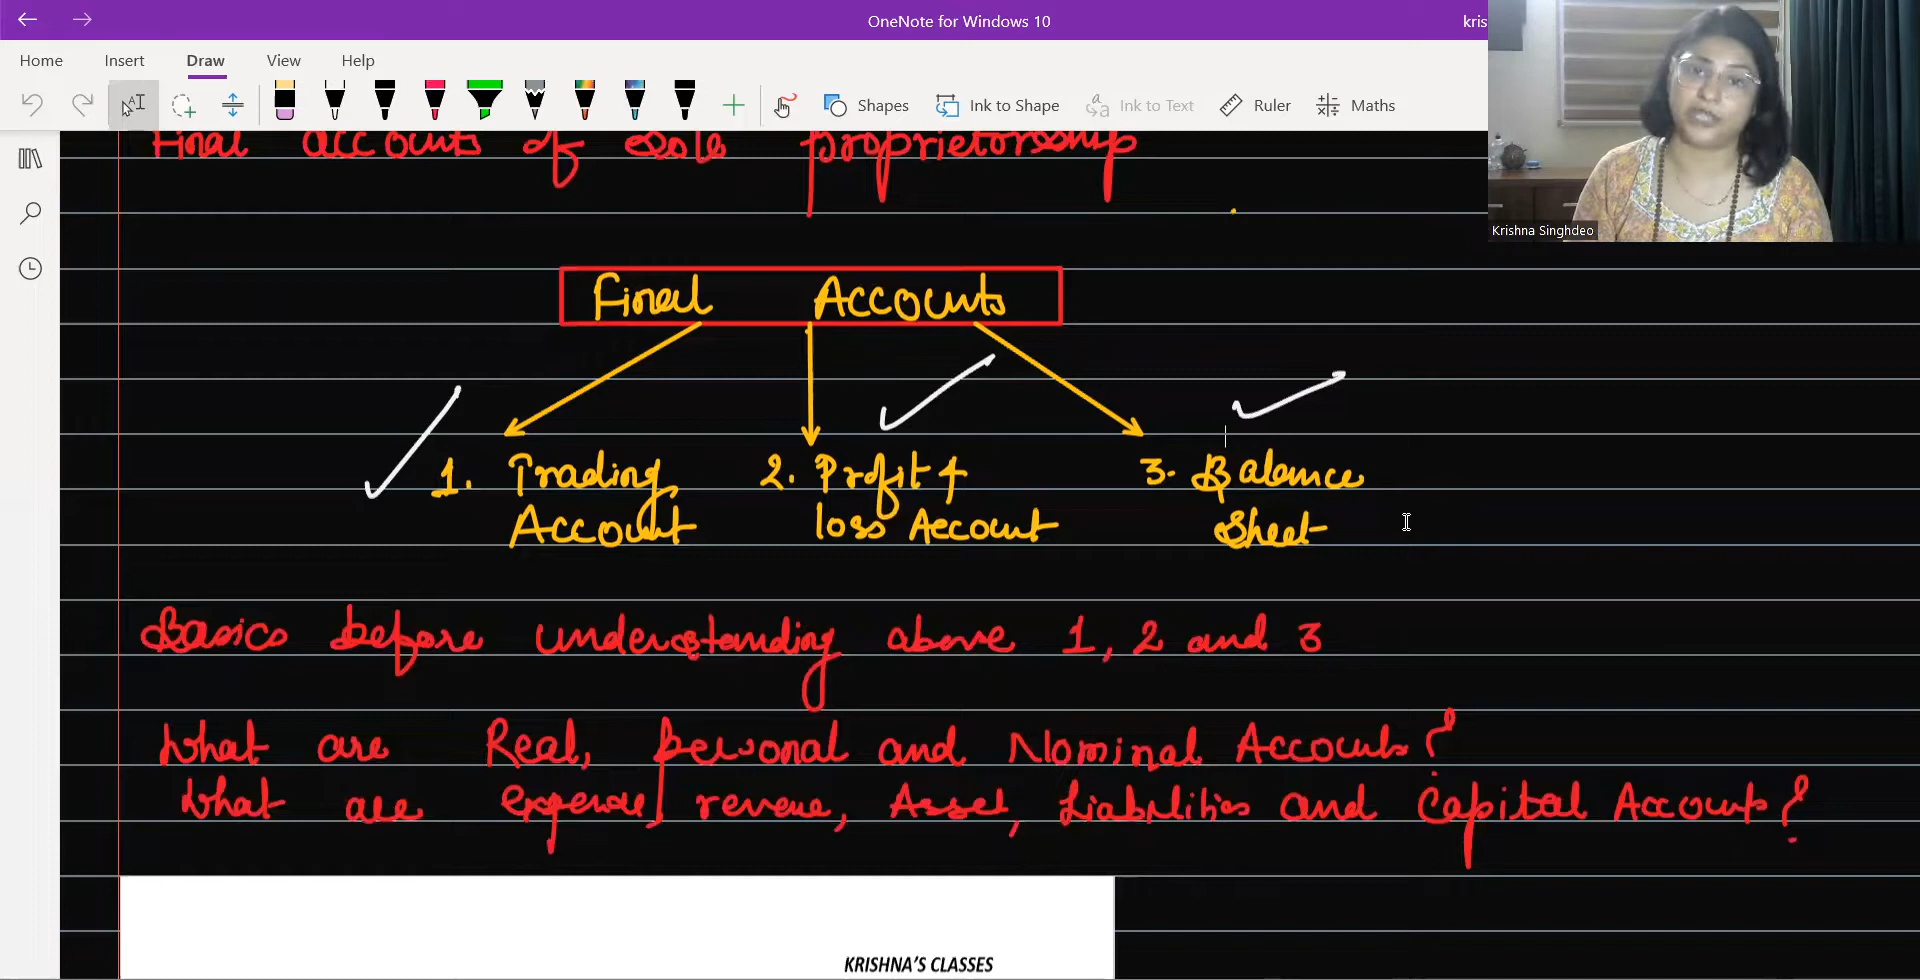 OneNote for Windows 10
kris
Home Insert Draw View Help
Shapes Ink to Shape Ink to Text Ruler Maths
Krishna Singhdeo
Final accounts of Sole proprietorship
Final Accounts
1. Trading Account
2. Profit & loss Account
3. Balance Sheet
Basics before understanding above 1, 2 and 3
What are Real, personal and Nominal Accounts?
What are expense, revenue, Asset, Liabilities and Capital Accounts?
KRISHNA'S CLASSES